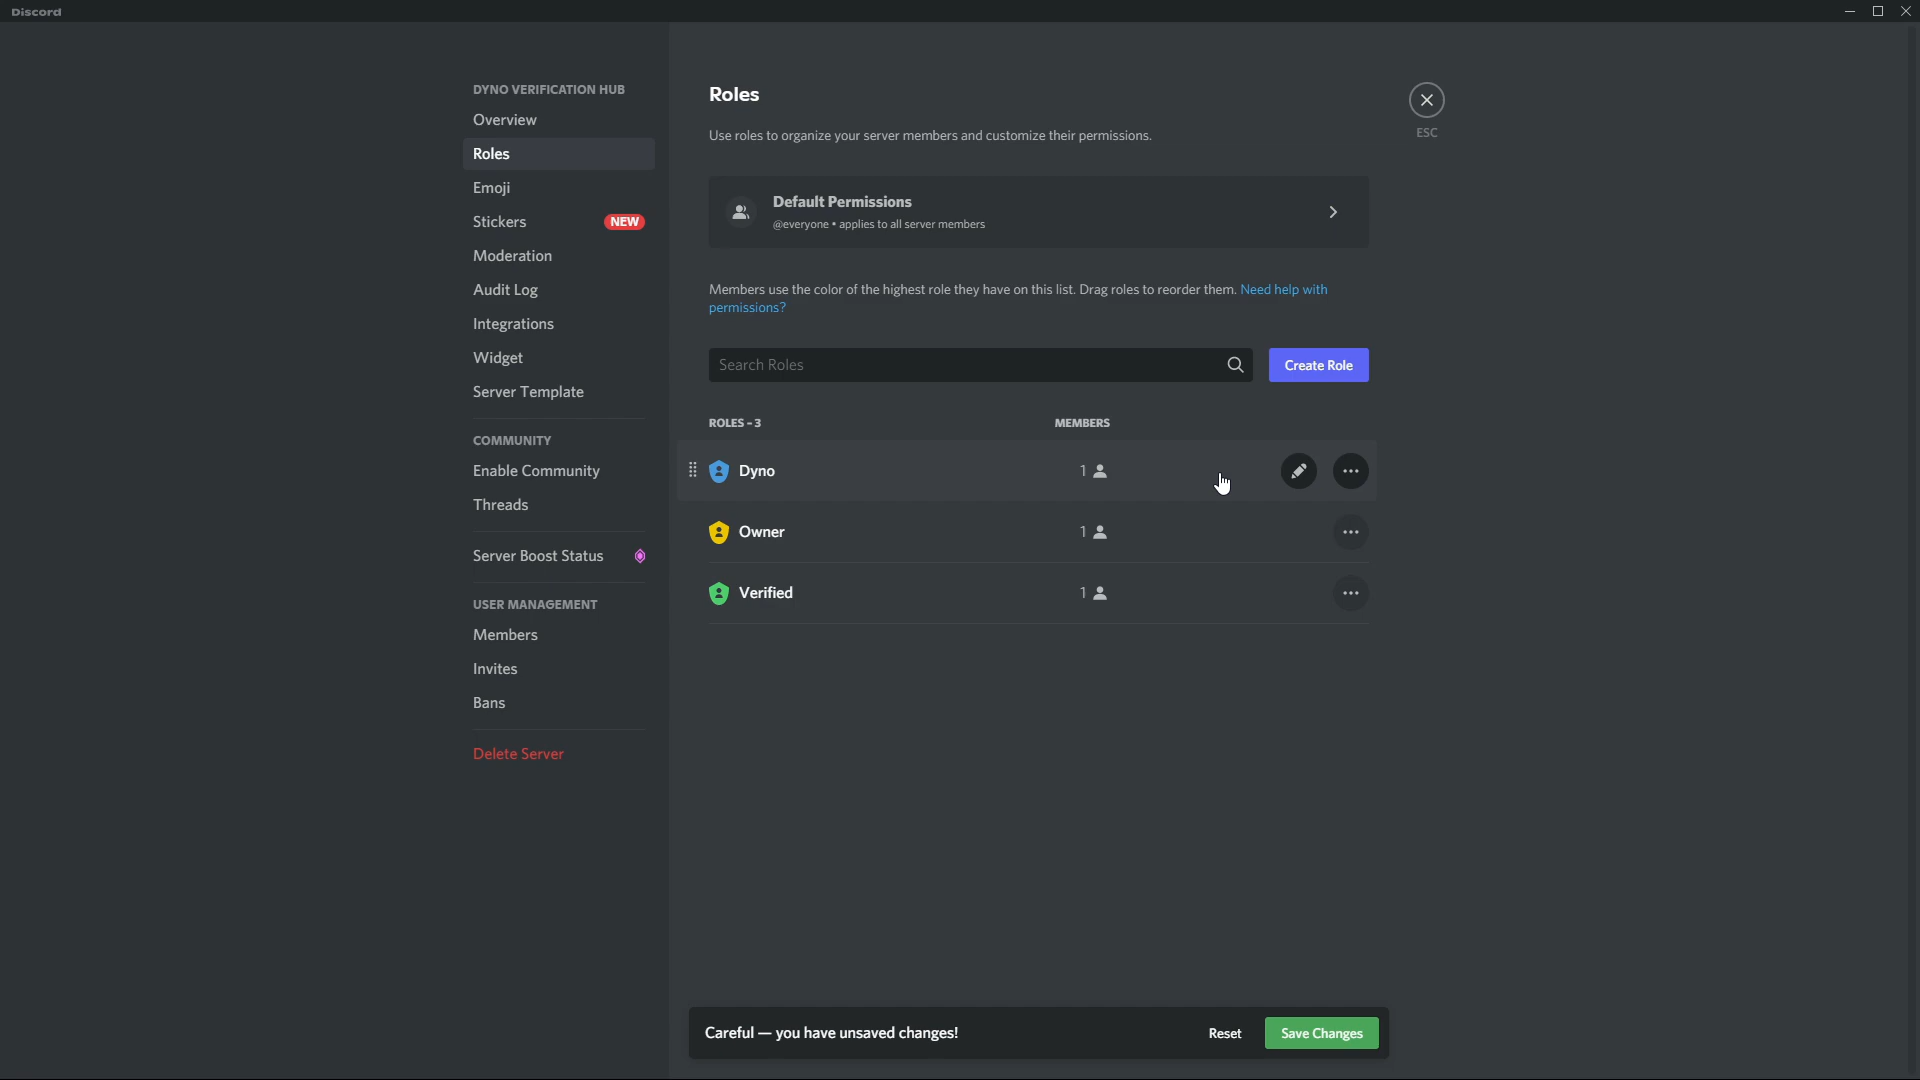 Discord
DYNO VERIFICATION HUB
Overview
Roles
Emoji
Stickers NEW
Moderation
Audit Log
Integrations
Widget
Server Template
COMMUNITY
Enable Community
Threads
Server Boost Status
USER MANAGEMENT
Members
Invites
Bans
Delete Server
Roles
Use roles to organize your server members and customize their permissions.
ESC
Default Permissions
@everyone • applies to all server members
Members use the color of the highest role they have on this list. Drag roles to reorder them. Need help with
permissions?
Search Roles
Create Role
ROLES – 3 MEMBERS
Dyno 1
Owner 1
Verified 1
Careful — you have unsaved changes! Reset Save Changes